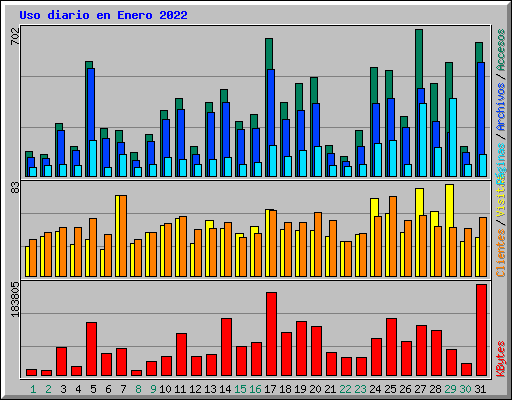 Uso diario en Enero 2022
702
83
183805
Accesos
Archivos /
Páginas /
Visitas
Clientes /
KBytes
1 2 3 4 5 6 7 8 9 10 11 12 13 14 15 16 17 18 19 20 21 22 23 24 25 26 27 28 29 30 31